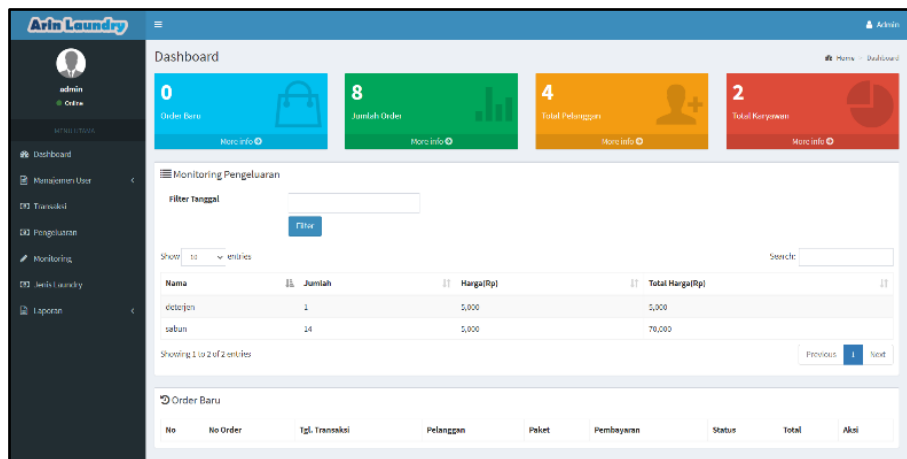 Arin Laundry
Admin
admin
Online
MENU UTAMA
Dashboard
Manajemen User
Transaksi
Pengeluaran
Monitoring
Jenis Laundry
Laporan
Dashboard
Home > Dashboard
0
Order Baru
More info
8
Jumlah Order
More info
4
Total Pelanggan
More info
2
Total Karyawan
More info
Monitoring Pengeluaran
Filter Tanggal
Filter
Show 10 entries
Search:
Nama Jumlah Harga(Rp) Total Harga(Rp)
deterjen 1 5,000 5,000
sabun 14 5,000 70,000
Showing 1 to 2 of 2 entries
Previous 1 Next
Order Baru
No No Order Tgl. Transaksi Pelanggan Paket Pembayaran Status Total Aksi